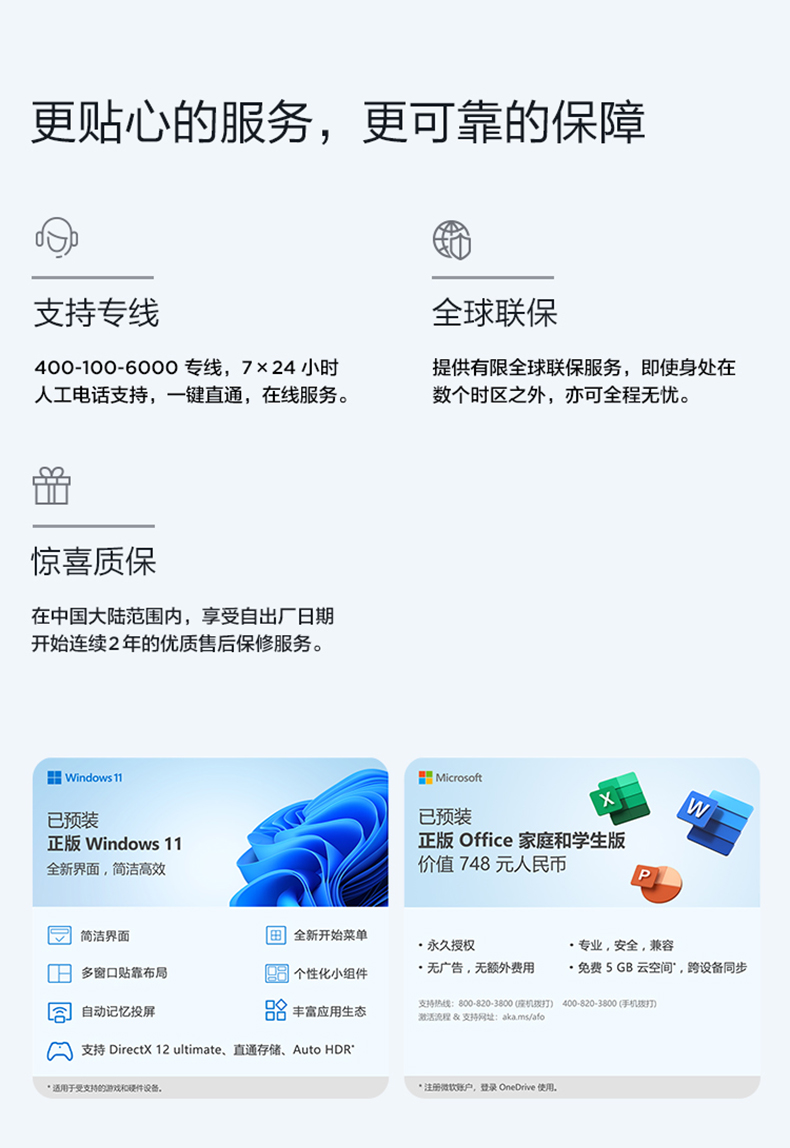 更贴心的服务，更可靠的保障
支持专线
400-100-6000 专线，7×24 小时
人工电话支持，一键直通，在线服务。
全球联保
提供有限全球联保服务，即使身处在
数个时区之外，亦可全程无忧。
惊喜质保
在中国大陆范围内，享受自出厂日期
开始连续2年的优质售后保修服务。
Windows 11
已预装
正版 Windows 11
全新界面，简洁高效
简洁界面
全新开始菜单
多窗口贴靠布局
个性化小组件
自动记忆投屏
丰富应用生态
支持 DirectX 12 ultimate、直通存储、Auto HDR*
* 适用于受支持的游戏和硬件设备。
Microsoft
已预装
正版 Office 家庭和学生版
价值 748 元人民币
X
W
P
• 永久授权
• 专业，安全，兼容
• 无广告，无额外费用
• 免费 5 GB 云空间*，跨设备同步
支持热线：800-820-3800 (座机拨打) 400-820-3800 (手机拨打)
激活流程 & 支持网址：aka.ms/afo
* 注册微软账户，登录 OneDrive 使用。